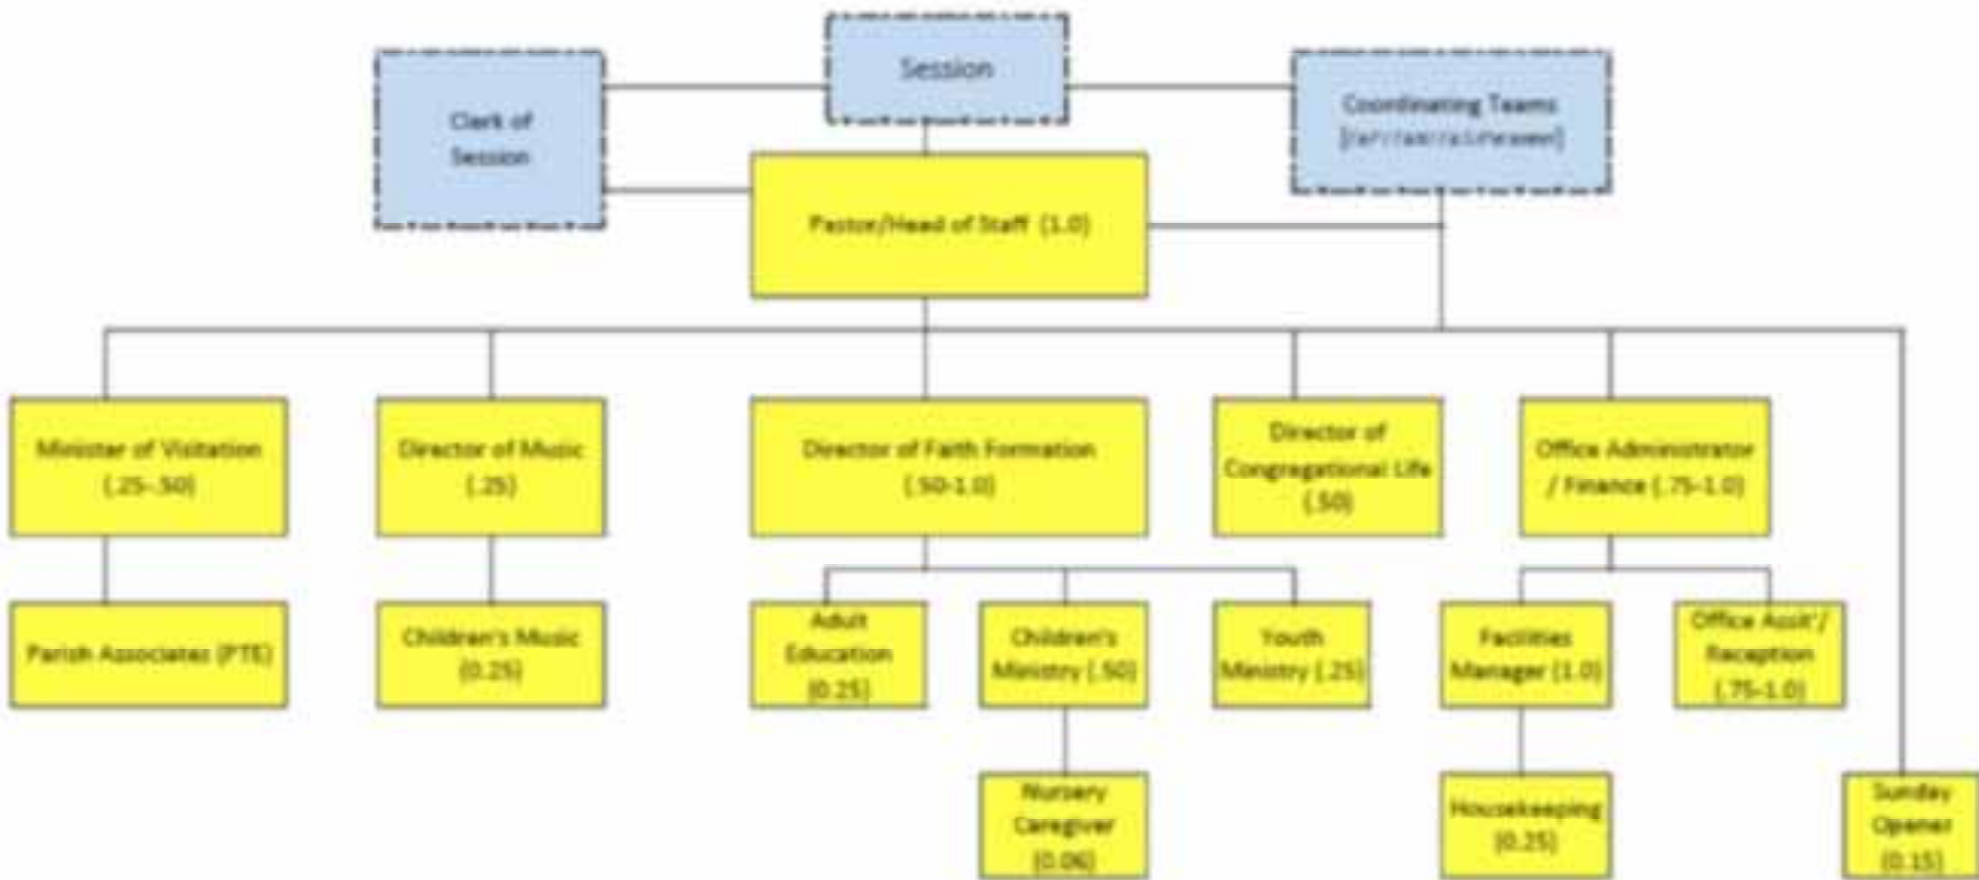 Session
Clerk of
Session
Coordinating Teams
Pastor/Head of Staff (1.0)
Minister of Visitation
(.25-.50)
Director of Music
(.25)
Director of Faith Formation
(.50-1.0)
Director of
Congregational Life
(.50)
Office Administrator
/ Finance (.75-1.0)
Parish Associates (PTE)
Children's Music
(0.25)
Adult
Education
(0.25)
Children's
Ministry (.50)
Youth
Ministry (.25)
Facilities
Manager (1.0)
Office Assit'/
Reception
(.75-1.0)
Nursery
Caregiver
(0.06)
Housekeeping
(0.25)
Sunday
Opener
(0.15)